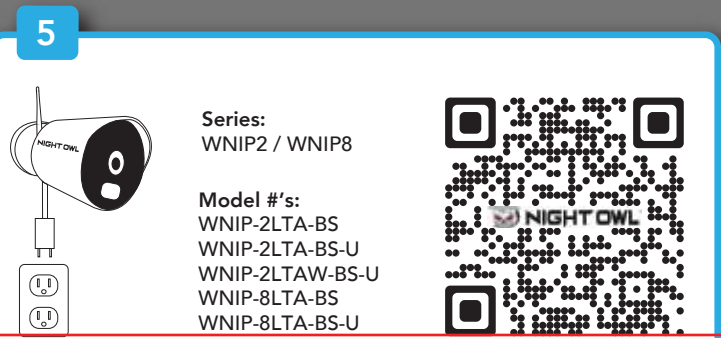 5
NIGHT OWL
Series:
WNIP2 / WNIP8
Model #'s:
WNIP-2LTA-BS
WNIP-2LTA-BS-U
WNIP-2LTAW-BS-U
WNIP-8LTA-BS
WNIP-8LTA-BS-U
NIGHT OWL